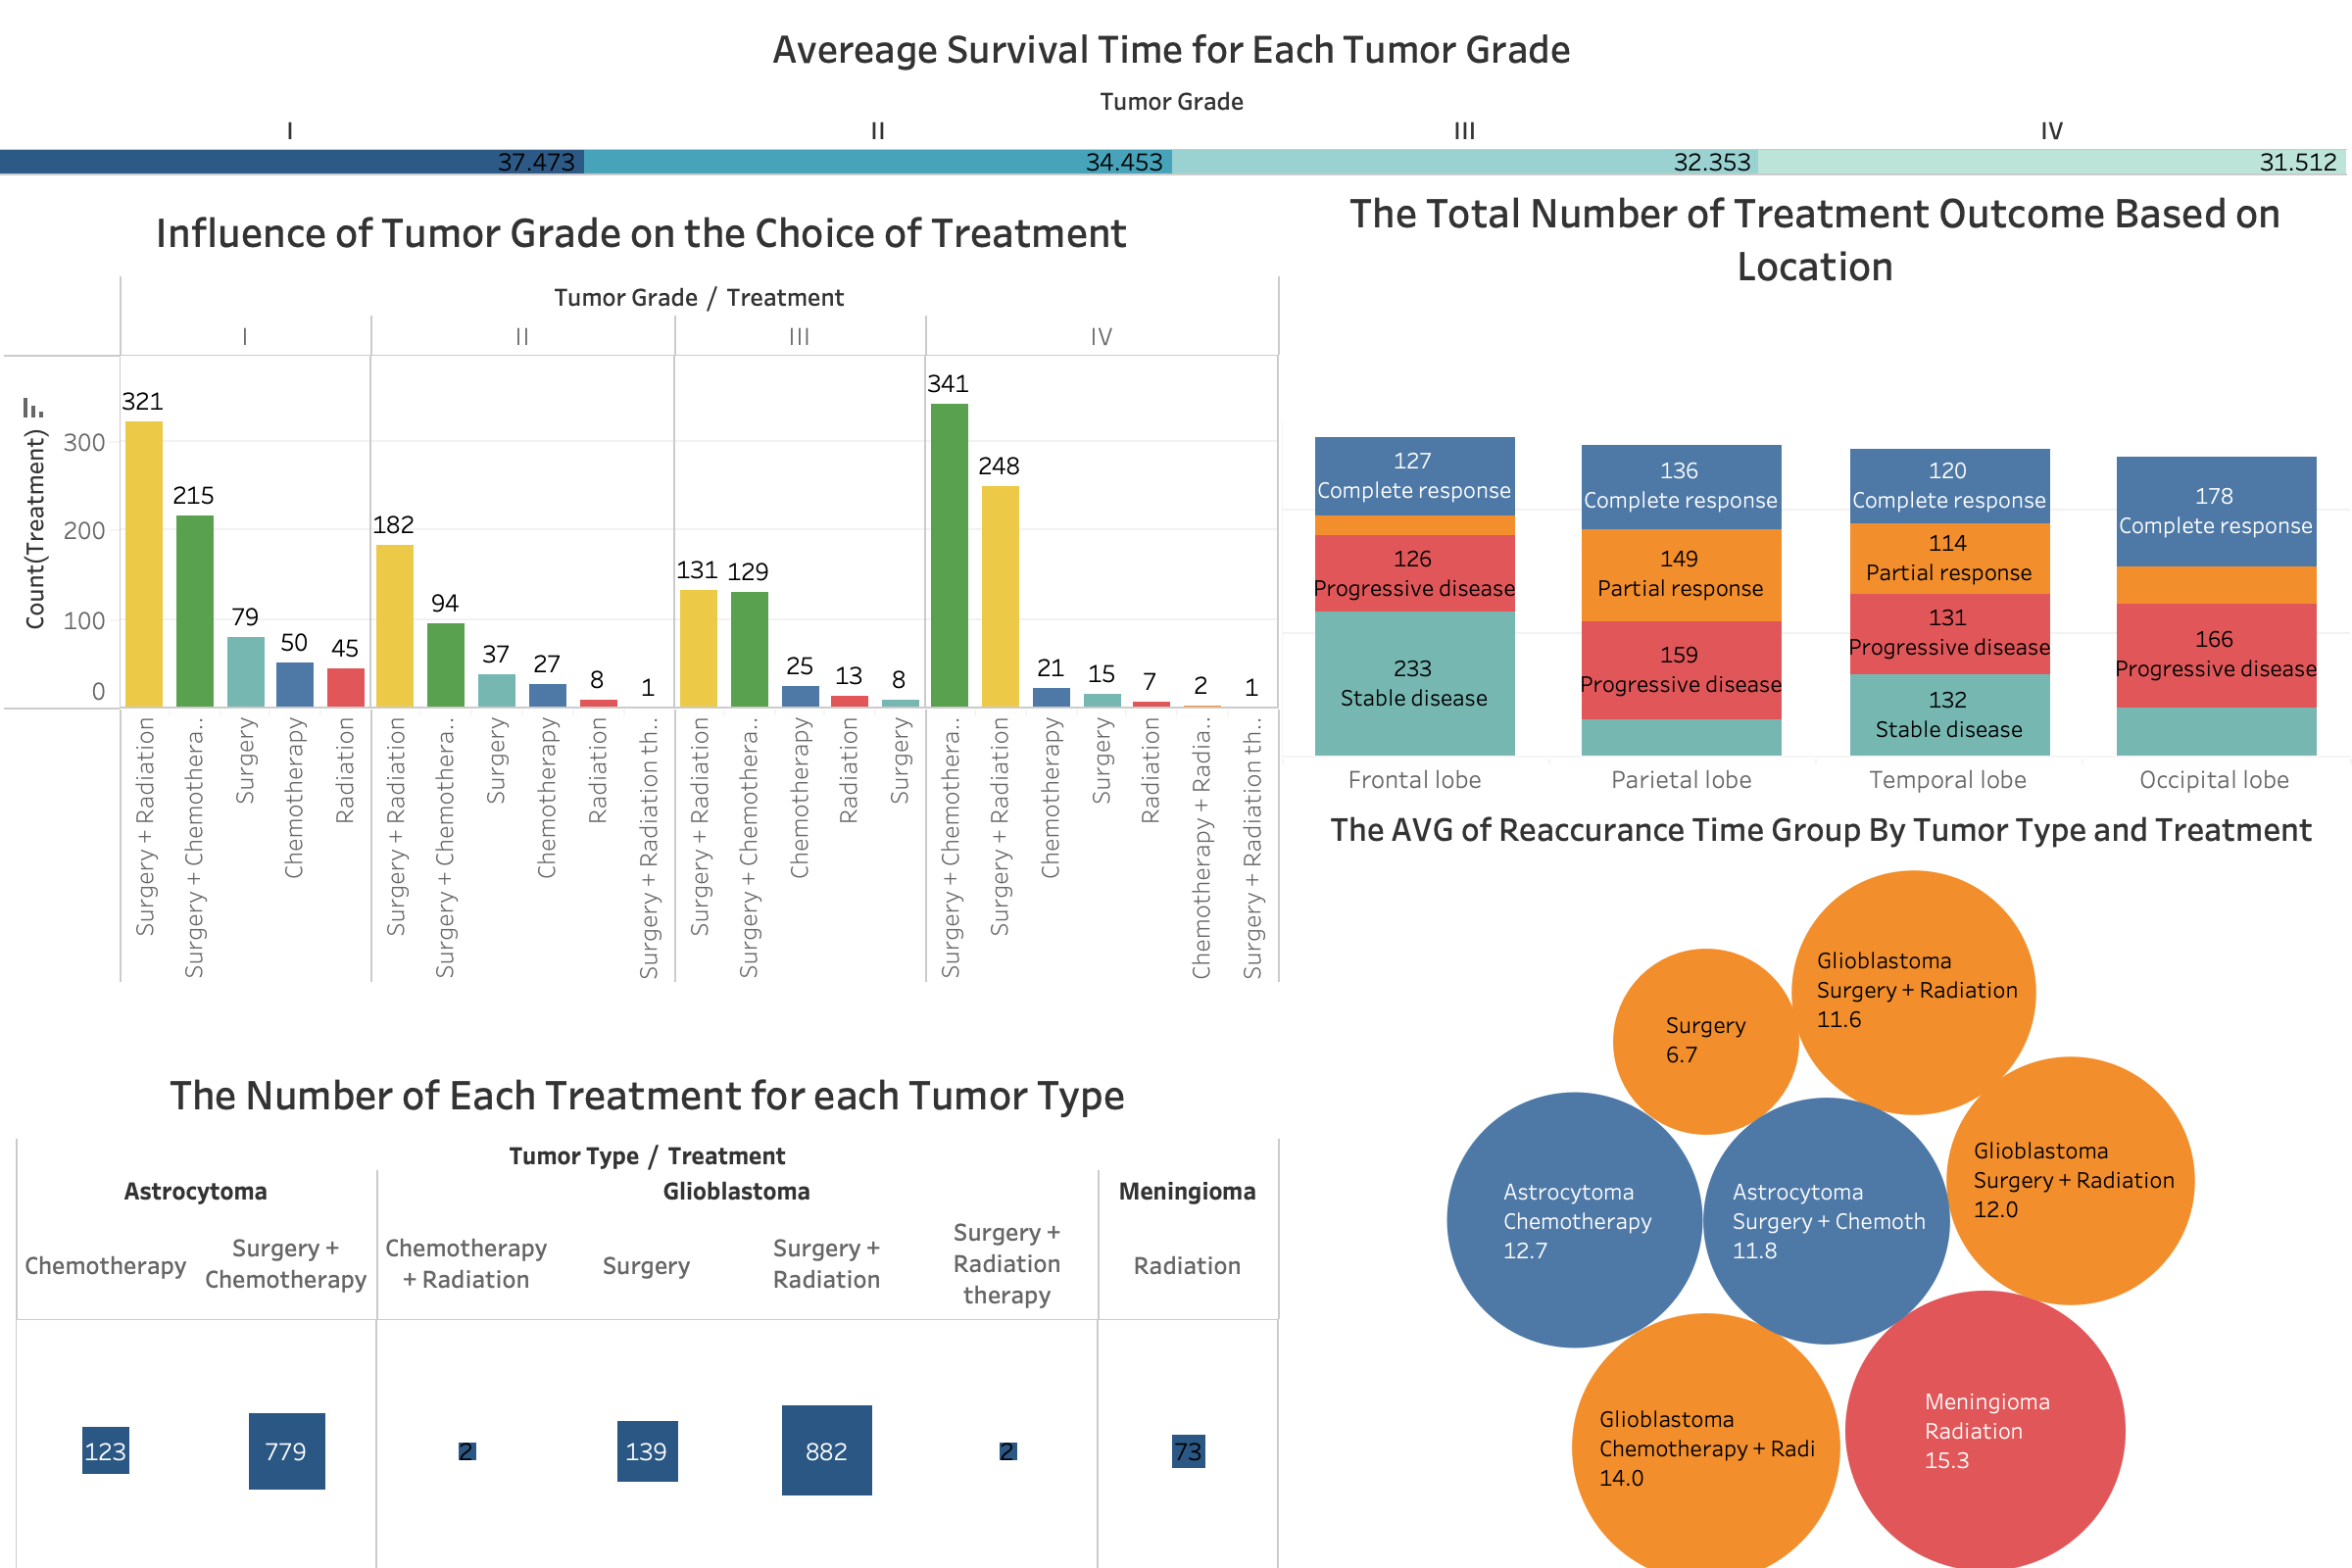 Avereage Survival Time for Each Tumor Grade
Tumor Grade
I II III IV
37.473 34.453 32.353 31.512
Influence of Tumor Grade on the Choice of Treatment
Tumor Grade / Treatment
I II III IV
Count(Treatment)
300
200
100
0
321
215
79
50
45
182
94
37
27
8
1
131
129
25
13
8
341
248
21
15
7
2
1
Surgery + Radiation
Surgery + Chemothera..
Surgery
Chemotherapy
Radiation
Surgery + Radiation
Surgery + Chemothera..
Surgery
Chemotherapy
Radiation
Surgery + Radiation th..
Surgery + Radiation
Surgery + Chemothera..
Chemotherapy
Radiation
Surgery
Surgery + Chemothera..
Surgery + Radiation
Chemotherapy
Surgery
Radiation
Chemotherapy + Radia..
Surgery + Radiation th..
The Total Number of Treatment Outcome Based on
Location
127
Complete response
126
Progressive disease
233
Stable disease
Frontal lobe
136
Complete response
149
Partial response
159
Progressive disease
Parietal lobe
120
Complete response
114
Partial response
131
Progressive disease
132
Stable disease
Temporal lobe
178
Complete response
166
Progressive disease
Occipital lobe
The Number of Each Treatment for each Tumor Type
Tumor Type / Treatment
Astrocytoma Glioblastoma Meningioma
Chemotherapy
Surgery +
Chemotherapy
Chemotherapy
+ Radiation
Surgery
Surgery +
Radiation
Surgery +
Radiation
therapy
Radiation
123 779 2 139 882 2 73
The AVG of Reaccurance Time Group By Tumor Type and Treatment
Glioblastoma
Surgery + Radiation
11.6
Surgery
6.7
Glioblastoma
Surgery + Radiation
12.0
Astrocytoma
Chemotherapy
12.7
Astrocytoma
Surgery + Chemoth
11.8
Glioblastoma
Chemotherapy + Radi
14.0
Meningioma
Radiation
15.3